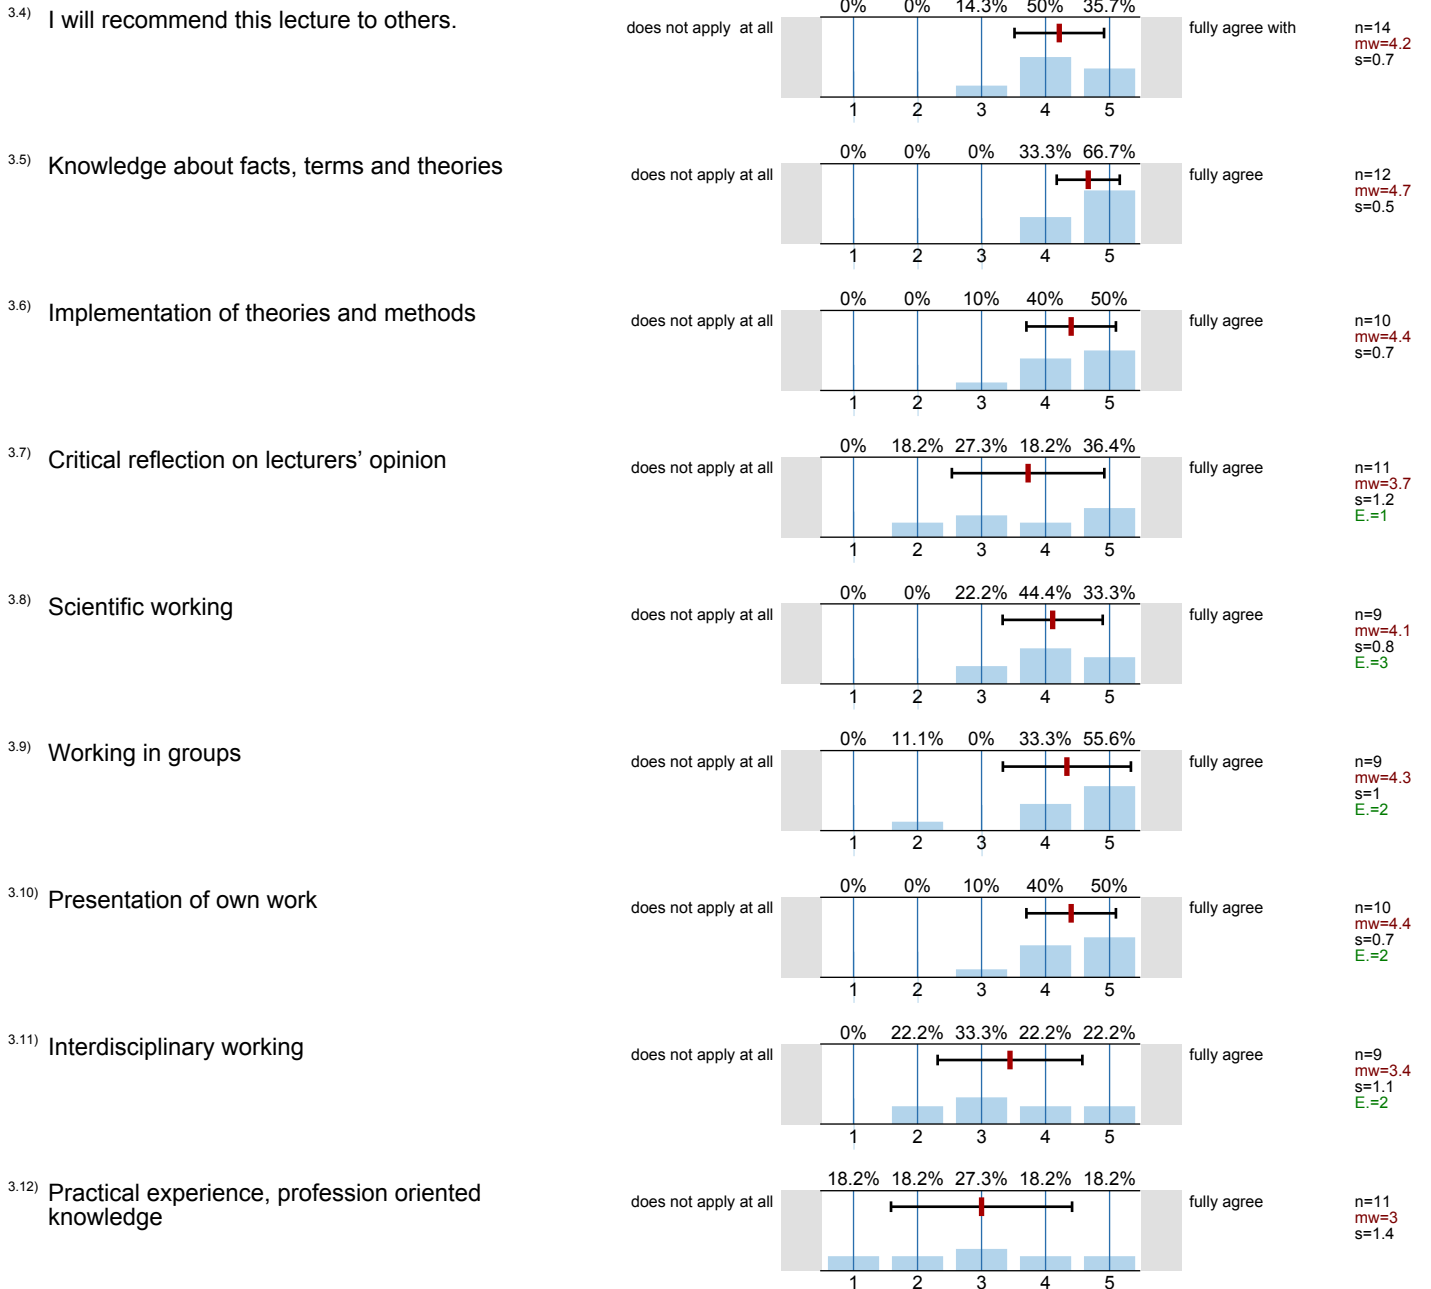 3.4) I will recommend this lecture to others.
0% 0% 14.3% 50% 35.7%
does not apply at all fully agree with
1 2 3 4 5
n=14
mw=4.2
s=0.7
3.5) Knowledge about facts, terms and theories
0% 0% 0% 33.3% 66.7%
does not apply at all fully agree
1 2 3 4 5
n=12
mw=4.7
s=0.5
3.6) Implementation of theories and methods
0% 0% 10% 40% 50%
does not apply at all fully agree
1 2 3 4 5
n=10
mw=4.4
s=0.7
3.7) Critical reflection on lecturers’ opinion
0% 18.2% 27.3% 18.2% 36.4%
does not apply at all fully agree
1 2 3 4 5
n=11
mw=3.7
s=1.2
E.=1
3.8) Scientific working
0% 0% 22.2% 44.4% 33.3%
does not apply at all fully agree
1 2 3 4 5
n=9
mw=4.1
s=0.8
E.=3
3.9) Working in groups
0% 11.1% 0% 33.3% 55.6%
does not apply at all fully agree
1 2 3 4 5
n=9
mw=4.3
s=1
E.=2
3.10) Presentation of own work
0% 0% 10% 40% 50%
does not apply at all fully agree
1 2 3 4 5
n=10
mw=4.4
s=0.7
E.=2
3.11) Interdisciplinary working
0% 22.2% 33.3% 22.2% 22.2%
does not apply at all fully agree
1 2 3 4 5
n=9
mw=3.4
s=1.1
E.=2
3.12) Practical experience, profession oriented
knowledge
18.2% 18.2% 27.3% 18.2% 18.2%
does not apply at all fully agree
1 2 3 4 5
n=11
mw=3
s=1.4